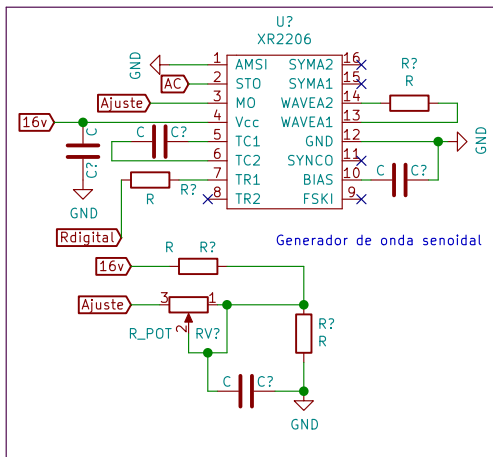 U?
XR2206
GND
1 AMSI SYMA2 16
AC 2 STO SYMA1 15
Ajuste 3 MO WAVEA2 14
R?
R
16v 4 Vcc WAVEA1 13
C C? 5 TC1 GND 12 GND
C?
C
6 TC2 SYNCO 11
7 TR1 BIAS 10 C C?
R R?
8 TR2 FSKI 9
GND
Rdigital
Generador de onda senoidal
16v R R?
Ajuste 3 1
2
R_POT RV?
R?
R
C C?
GND